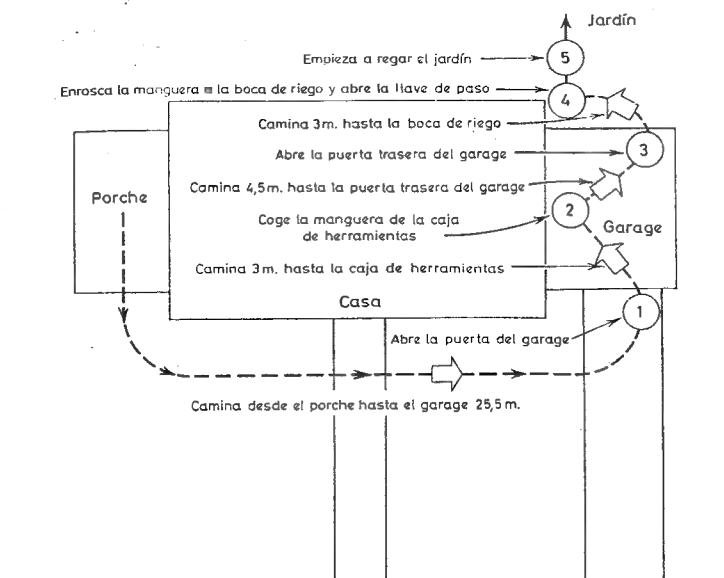 Jardín
5
Empieza a regar el jardín
Enrosca la manguera a la boca de riego y abre la llave de paso
4
Camina 3m. hasta la boca de riego
3
Abre la puerta trasera del garage
Camina 4,5m. hasta la puerta trasera del garage
Porche
2
Coge la manguera de la caja
de herramientas
Garage
Camina 3m. hasta la caja de herramientas
Casa
1
Abre la puerta del garage
Camina desde el porche hasta el garage 25,5 m.